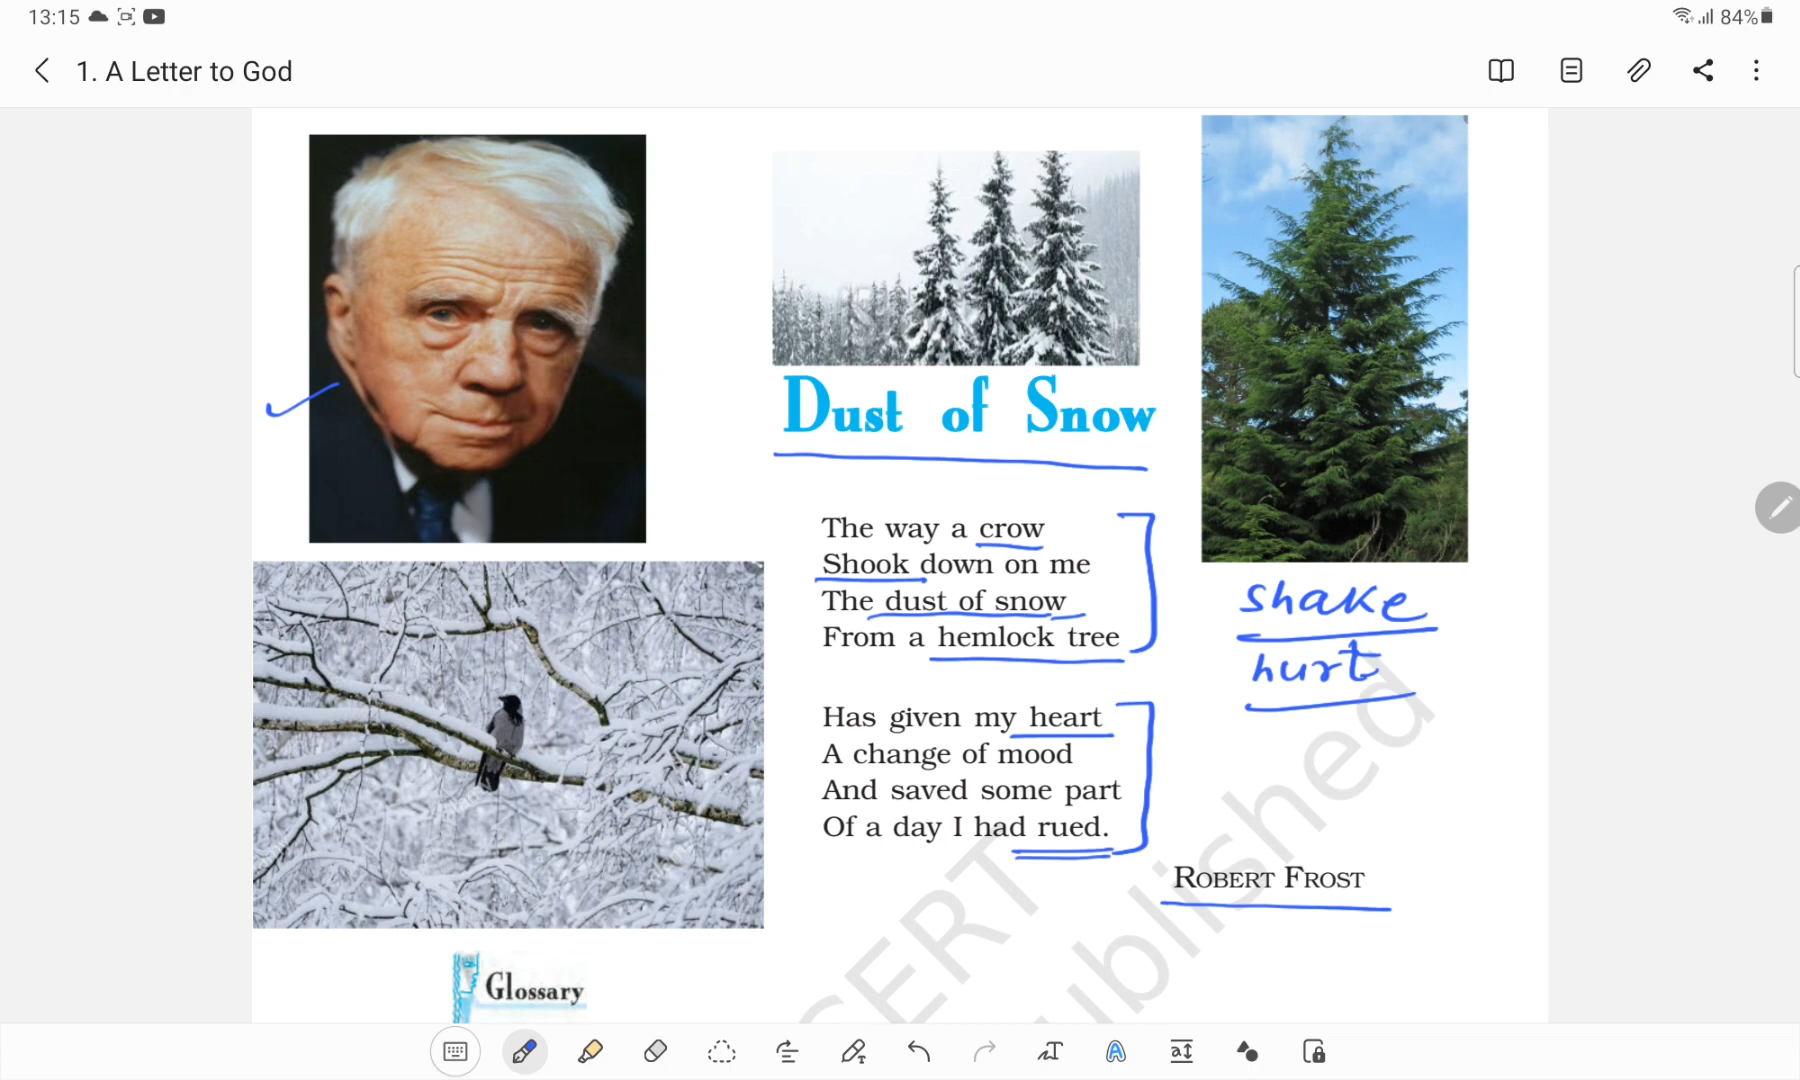 13:15
84%
1. A Letter to God
Dust of Snow
The way a crow
Shook down on me
The dust of snow
From a hemlock tree
shake
hurt
Has given my heart
A change of mood
And saved some part
Of a day I had rued.
ROBERT FROST
Glossary
CERT
ublished